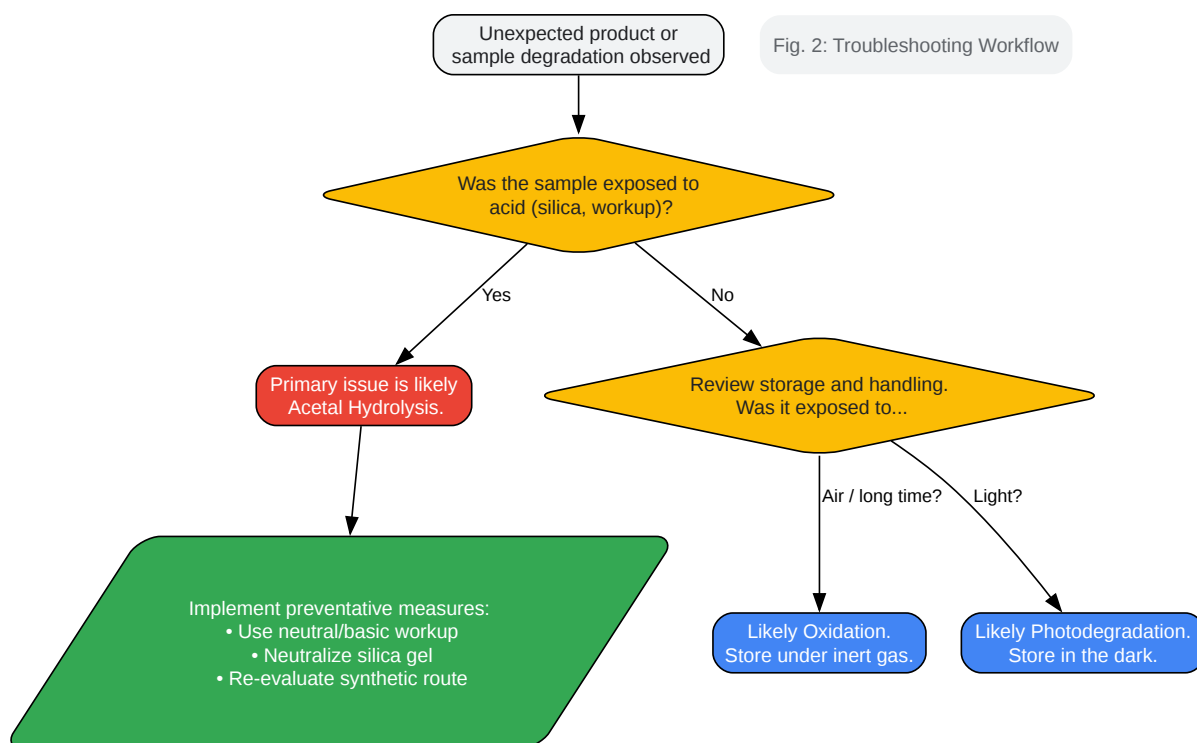 Unexpected product or
sample degradation observed
Fig. 2: Troubleshooting Workflow
Was the sample exposed to
acid (silica, workup)?
Yes
No
Primary issue is likely
Acetal Hydrolysis.
Review storage and handling.
Was it exposed to...
Air / long time?
Light?
Implement preventative measures:
• Use neutral/basic workup
• Neutralize silica gel
• Re-evaluate synthetic route
Likely Oxidation.
Store under inert gas.
Likely Photodegradation.
Store in the dark.